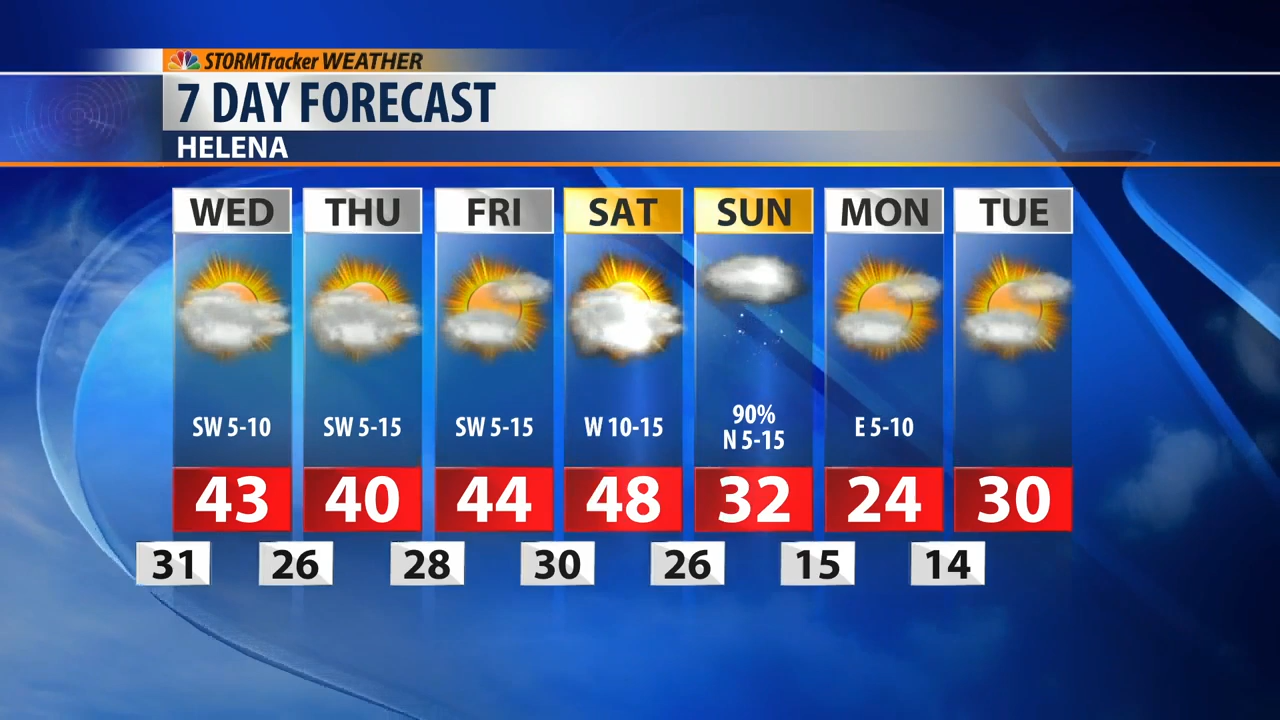 STORMTracker WEATHER
7 DAY FORECAST
HELENA
WED THU FRI SAT SUN MON TUE
SW 5-10 SW 5-15 SW 5-15 W 10-15 90% N 5-15 E 5-10
43 40 44 48 32 24 30
31 26 28 30 26 15 14